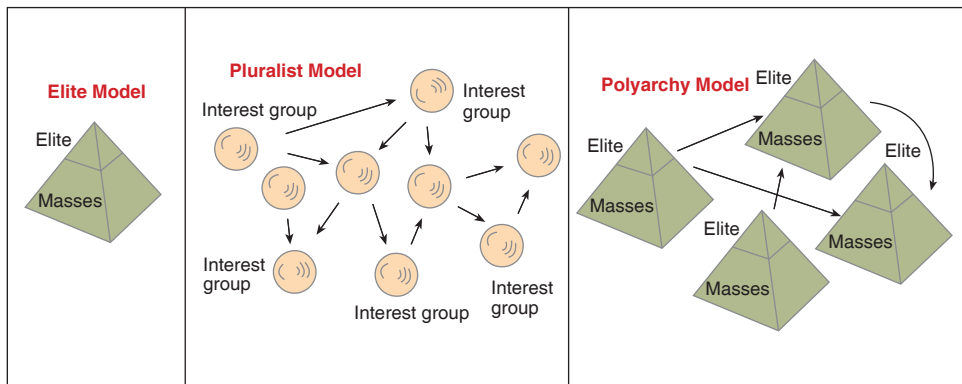 Elite Model
Elite
Masses
Pluralist Model
Interest group
Interest
group
Interest
group
Interest group
Interest
group
Polyarchy Model
Elite
Masses
Elite
Masses
Elite
Masses
Elite
Masses